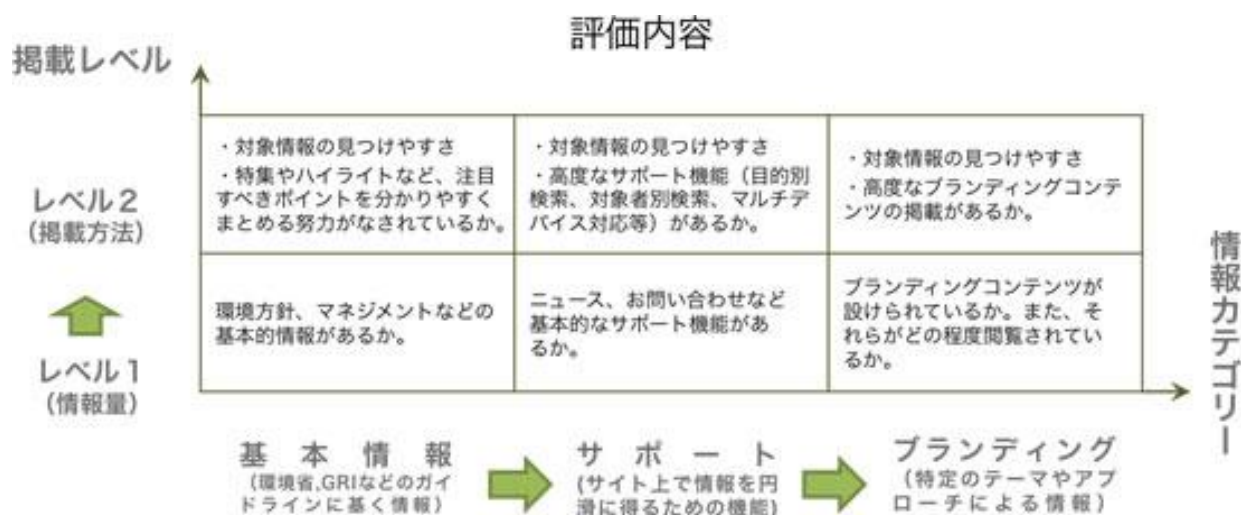 評価内容
掲載レベル
・対象情報の見つけやすさ
・特集やハイライトなど、注目
すべきポイントを分かりやすく
まとめる努力がなされているか。
・対象情報の見つけやすさ
・高度なサポート機能（目的別
検索、対象者別検索、マルチデ
バイス対応等）があるか。
・対象情報の見つけやすさ
・高度なブランディングコンテ
ンツの掲載があるか。
レベル２
（掲載方法）
環境方針、マネジメントなどの
基本的情報があるか。
ニュース、お問い合わせなど
基本的なサポート機能があ
るか。
ブランディングコンテンツが
設けられているか。また、そ
れらがどの程度閲覧されてい
るか。
レベル１
（情報量）
情報カテゴリー
基本情報
（環境省,GRIなどのガイ
ドラインに基く情報）
サポート
(サイト上で情報を円
滑に得るための機能)
ブランディング
（特定のテーマやアプ
ローチによる情報）